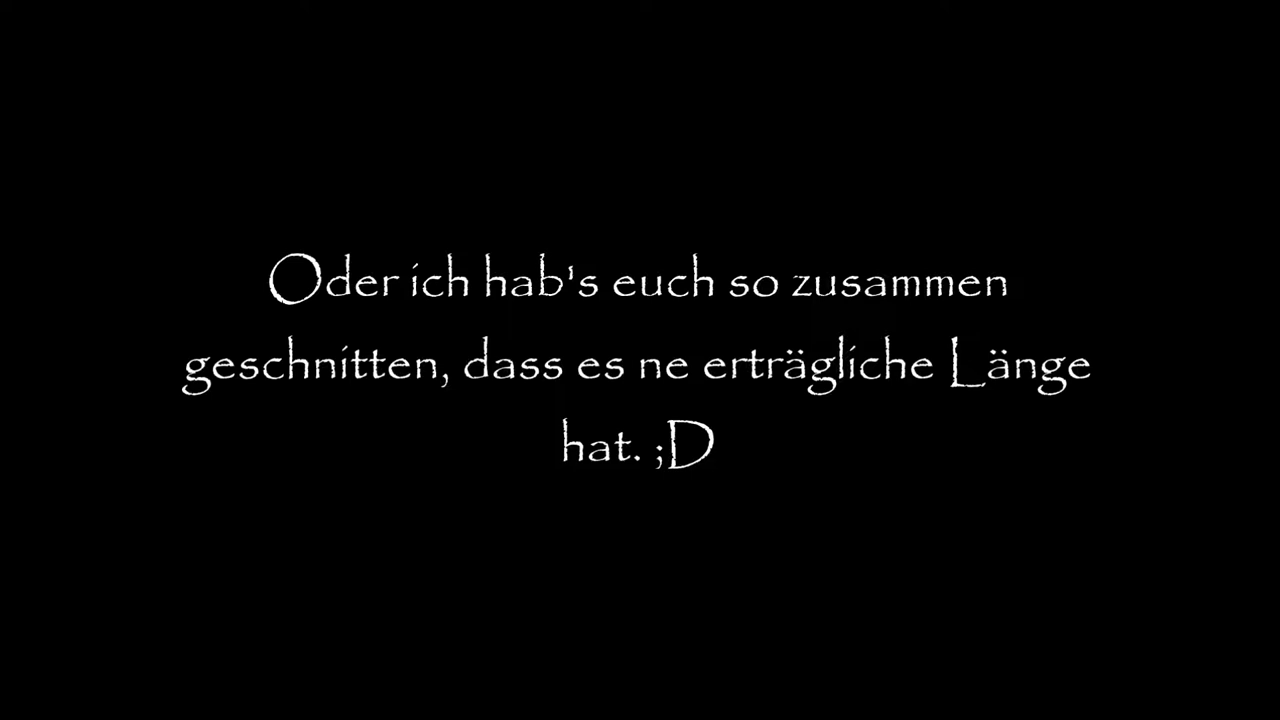 Oder ich hab's euch so zusammen
geschnitten, dass es ne erträgliche Länge
hat. ;D